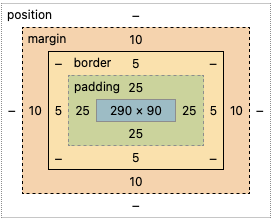 position –
margin 10
– border 5 –
padding 25
– 10 5 25 290 × 90 25 5 10 –
25
– 5 –
10
–